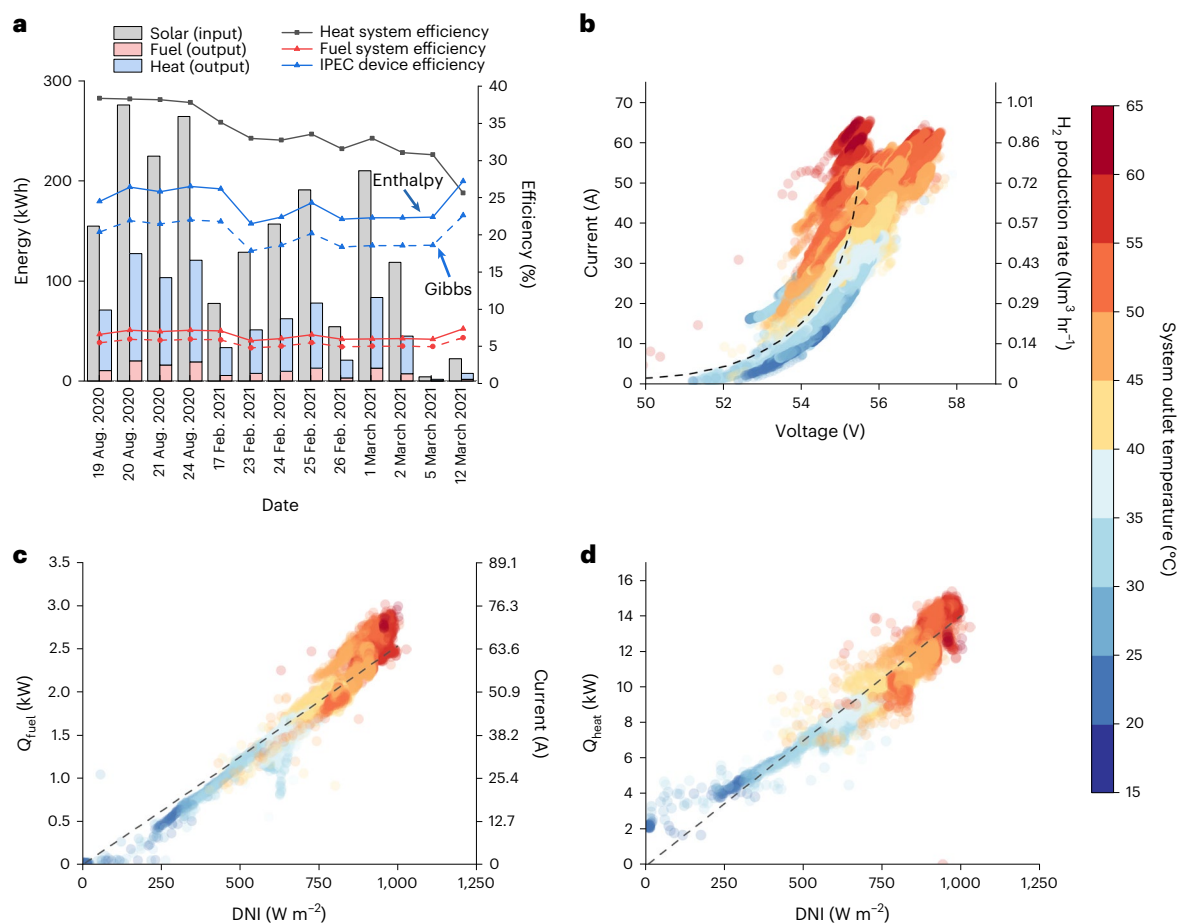 a
Solar (input)
Fuel (output)
Heat (output)
Heat system efficiency
Fuel system efficiency
IPEC device efficiency
300
200
100
0
Energy (kWh)
40
35
30
25
20
15
10
5
0
Efficiency (%)
Enthalpy
Gibbs
19 Aug. 2020
20 Aug. 2020
21 Aug. 2020
24 Aug. 2020
17 Feb. 2021
23 Feb. 2021
24 Feb. 2021
25 Feb. 2021
26 Feb. 2021
1 March 2021
2 March 2021
5 March 2021
12 March 2021
Date
b
70
60
50
40
30
20
10
0
Current (A)
1.01
0.86
0.72
0.57
0.43
0.29
0.14
0
H₂ production rate (Nm³ hr⁻¹)
50
52
54
56
58
Voltage (V)
65
60
55
50
45
40
35
30
25
20
15
System outlet temperature (°C)
c
3.5
3.0
2.5
2.0
1.5
1.0
0.5
0
Q_fuel (kW)
89.1
76.3
63.6
50.9
38.2
25.4
12.7
0
Current (A)
0
250
500
750
1,000
1,250
DNI (W m⁻²)
d
16
14
12
10
8
6
4
2
0
Q_heat (kW)
0
250
500
750
1,000
1,250
DNI (W m⁻²)